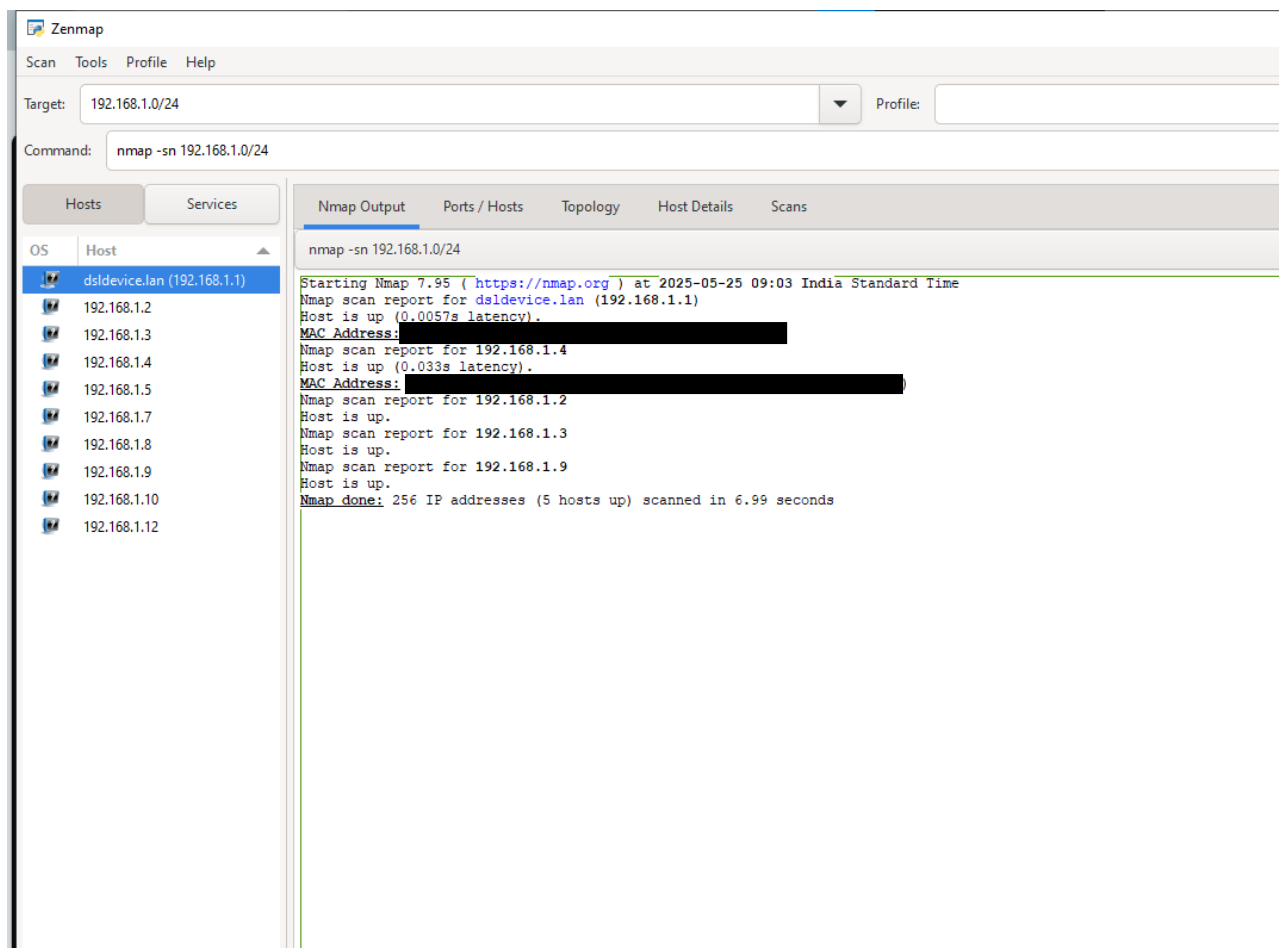 Zenmap
Scan Tools Profile Help
Target: 192.168.1.0/24 Profile:
Command: nmap -sn 192.168.1.0/24
Hosts Services
Nmap Output Ports / Hosts Topology Host Details Scans
OS Host
nmap -sn 192.168.1.0/24
dsldevice.lan (192.168.1.1)
192.168.1.2
192.168.1.3
192.168.1.4
192.168.1.5
192.168.1.7
192.168.1.8
192.168.1.9
192.168.1.10
192.168.1.12
Starting Nmap 7.95 ( https://nmap.org ) at 2025-05-25 09:03 India Standard Time
Nmap scan report for dsldevice.lan (192.168.1.1)
Host is up (0.0057s latency).
MAC Address:
Nmap scan report for 192.168.1.4
Host is up (0.033s latency).
MAC Address: )
Nmap scan report for 192.168.1.2
Host is up.
Nmap scan report for 192.168.1.3
Host is up.
Nmap scan report for 192.168.1.9
Host is up.
Nmap done: 256 IP addresses (5 hosts up) scanned in 6.99 seconds